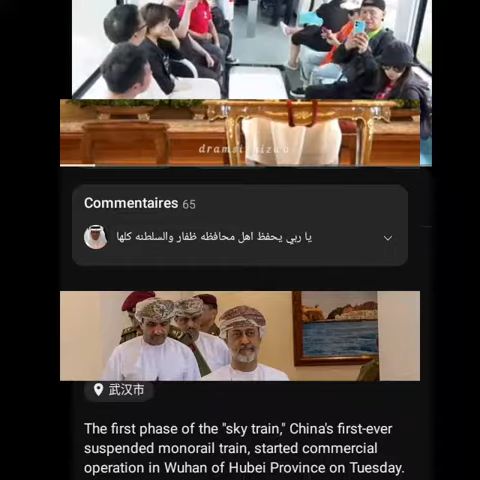 Commentaires 65
يا ربي يحفظ اهل محافظه ظفار والسلطنه كلها
武汉市
The first phase of the "sky train," China's first-ever
suspended monorail train, started commercial
operation in Wuhan of Hubei Province on Tuesday.